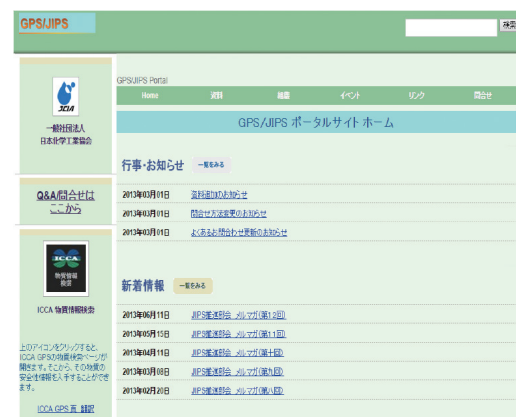 GPS/JIPS
検索
GPS/JIPS Portal
Home 資料 組織 イベント リンク 問合せ
GPS/JIPS ポータルサイト ホーム
JCIA
一般社団法人
日本化学工業協会
行事・お知らせ 一覧をみる
2013年03月01日 資料追加のお知らせ
2013年03月01日 問合せ方法変更のお知らせ
2013年03月01日 よくあるお問合わせ更新のお知らせ
Q&A/問合せは
ここから
ICCA
物質情報
検索
ICCA 物質情報検索
新着情報 一覧をみる
2013年06月11日 JIPS推進部会 メルマガ(第12回)
2013年05月15日 JIPS推進部会 メルマガ(第11回)
2013年04月11日 JIPS推進部会 メルマガ(第十回)
2013年03月08日 JIPS推進部会 メルマガ(第九回)
2013年02月20日 JIPS推進部会 メルマガ(第八回)
上のアイコンをクリックすると、
ICCA GPSの物質検索ページが
開きます。そこから、その物質の
安全性情報を入手することができ
ます。
ICCA GPS 頁 翻訳